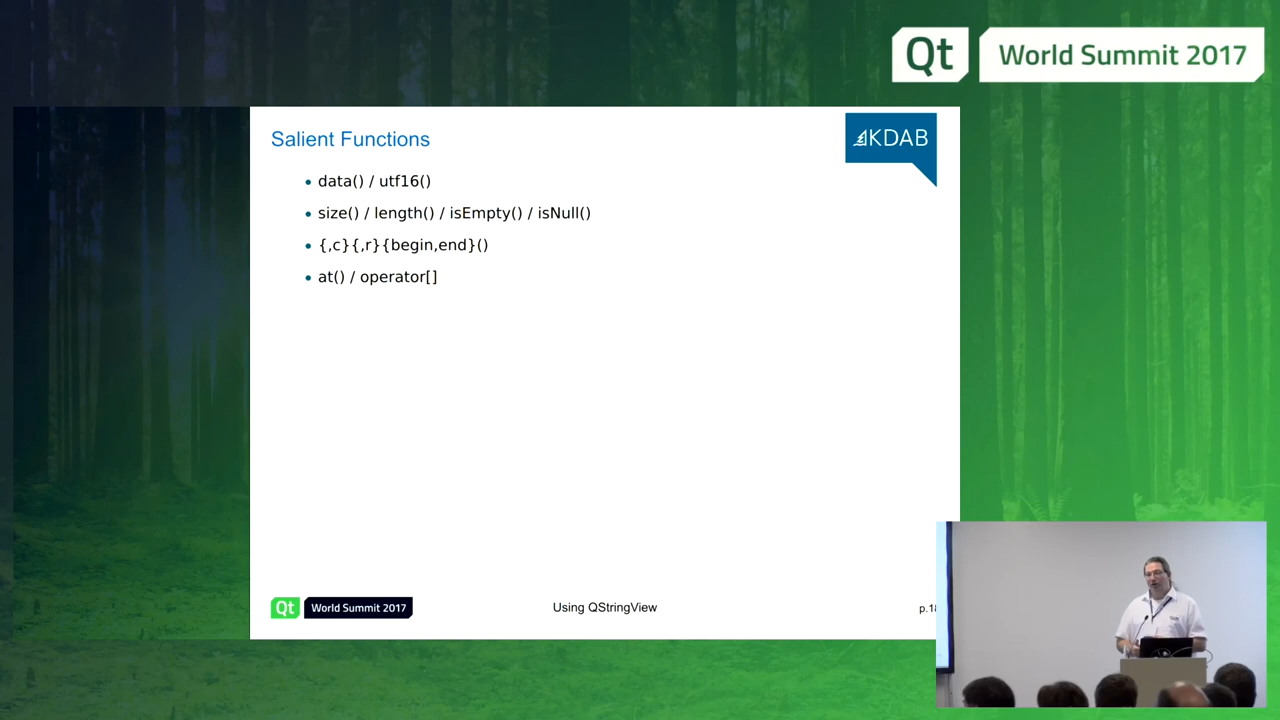 Qt World Summit 2017
Salient Functions
KDAB
• data() / utf16()
• size() / length() / isEmpty() / isNull()
• {,c}{,r}{begin,end}()
• at() / operator[]
Qt World Summit 2017
Using QStringView